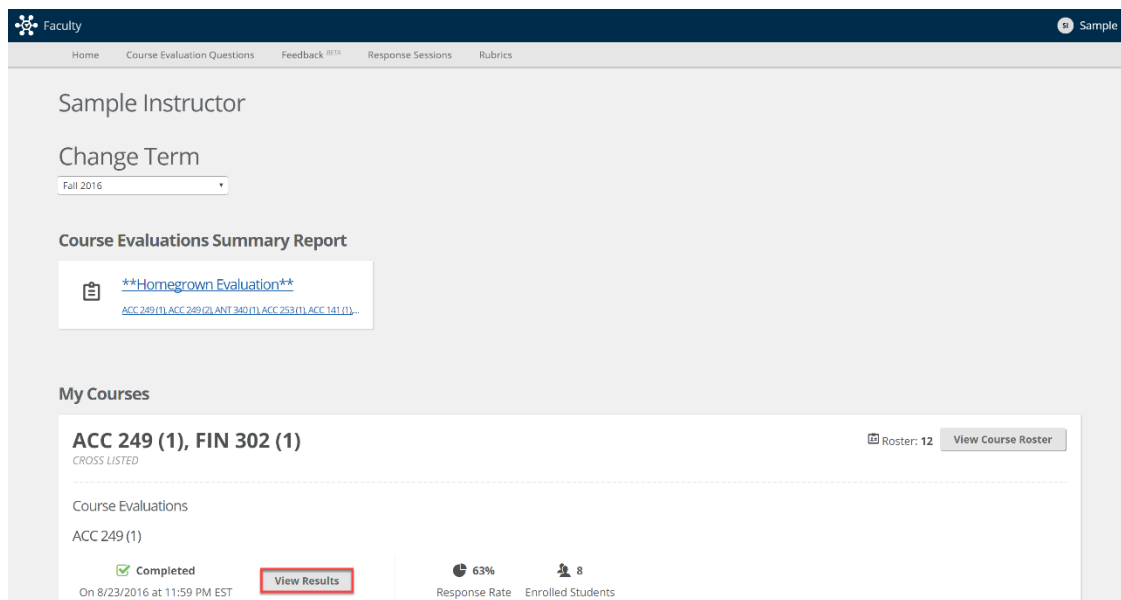 Faculty
SI Sample
Home Course Evaluation Questions Feedback BETA Response Sessions Rubrics
Sample Instructor
Change Term
Fall 2016
Course Evaluations Summary Report
**Homegrown Evaluation**
ACC 249 (1), ACC 249 (2), ANT 340 (1), ACC 253 (1), ACC 141 (1),...
My Courses
ACC 249 (1), FIN 302 (1)
Roster: 12 View Course Roster
CROSS LISTED
Course Evaluations
ACC 249 (1)
Completed View Results 63% 8
On 8/23/2016 at 11:59 PM EST Response Rate Enrolled Students